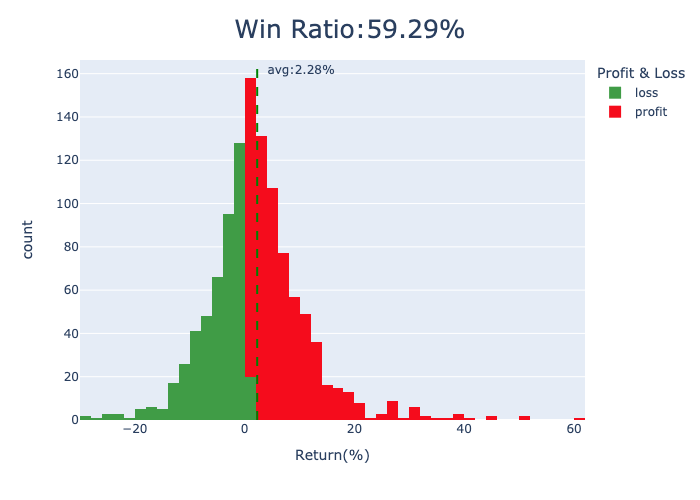 Win Ratio:59.29%
avg:2.28%
Profit & Loss
loss
profit
160
140
120
100
80
60
40
20
0
count
−20
0
20
40
60
Return(%)